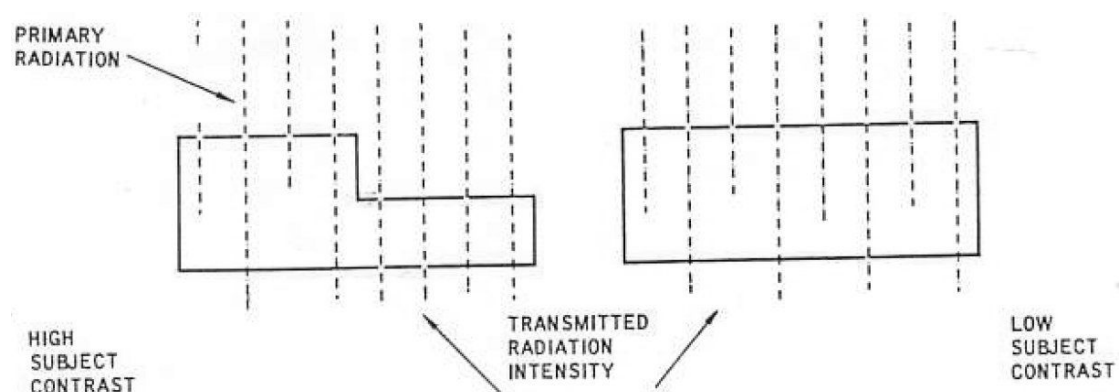 PRIMARY
RADIATION
HIGH
SUBJECT
CONTRAST
TRANSMITTED
RADIATION
INTENSITY
LOW
SUBJECT
CONTRAST